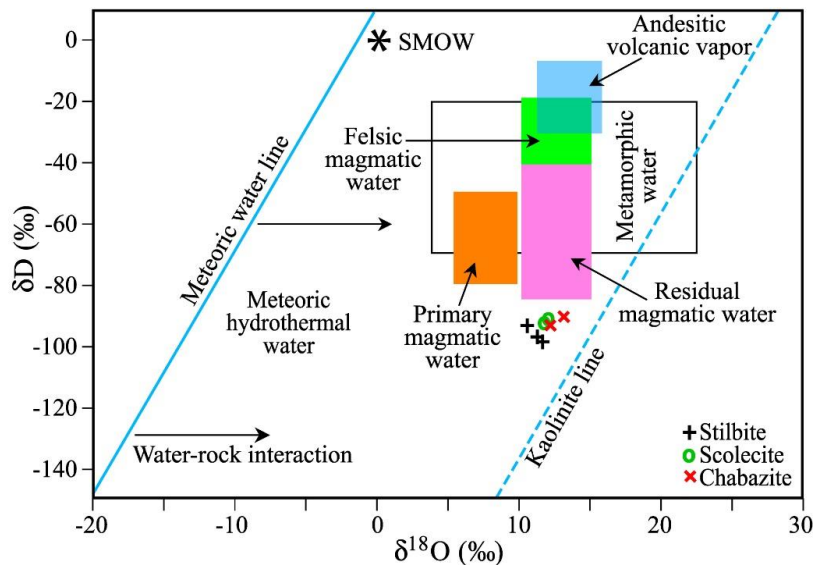 Andesitic
volcanic vapor
SMOW
Felsic
magmatic
water
Metamorphic
water
Meteoric water line
Meteoric
hydrothermal
water
Primary
magmatic
water
Residual
magmatic water
Kaolinite line
Water-rock interaction
Stilbite
Scolecite
Chabazite
δD (‰)
0
-20
-40
-60
-80
-100
-120
-140
-20
-10
0
10
20
30
δ¹⁸O (‰)